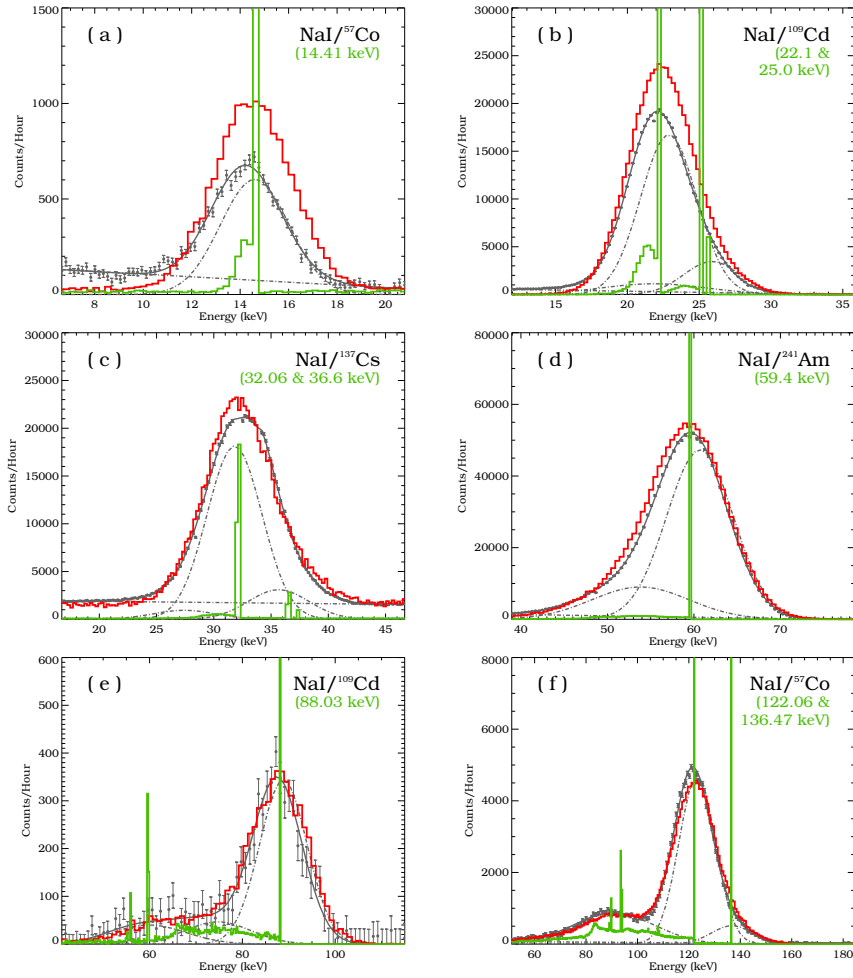 ( a )
NaI/⁵⁷Co
(14.41 keV)
1500
1000
500
0
Counts/Hour
8 10 12 14 16 18 20
Energy (keV)
( b )
NaI/¹⁰⁹Cd
(22.1 &
25.0 keV)
30000
25000
20000
15000
10000
5000
0
Counts/Hour
15 20 25 30 35
Energy (keV)
( c )
NaI/¹³⁷Cs
(32.06 & 36.6 keV)
30000
25000
20000
15000
10000
5000
0
Counts/Hour
20 25 30 35 40 45
Energy (keV)
( d )
NaI/²⁴¹Am
(59.4 keV)
80000
60000
40000
20000
0
Counts/Hour
40 50 60 70
Energy (keV)
( e )
NaI/¹⁰⁹Cd
(88.03 keV)
600
500
400
300
200
100
0
Counts/Hour
60 80 100
Energy (keV)
( f )
NaI/⁵⁷Co
(122.06 &
136.47 keV)
8000
6000
4000
2000
0
Counts/Hour
60 80 100 120 140 160 180
Energy (keV)